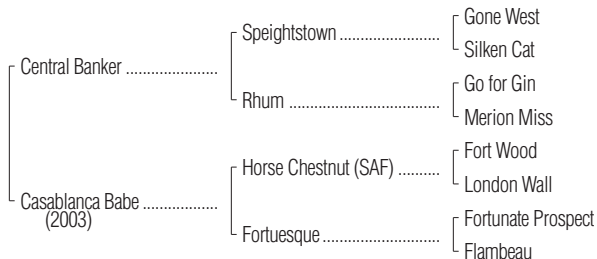 Gone West
Speightstown
Silken Cat
Central Banker
Go for Gin
Rhum
Merion Miss
Fort Wood
Horse Chestnut (SAF)
London Wall
Casablanca Babe
(2003)
Fortunate Prospect
Fortuesque
Flambeau